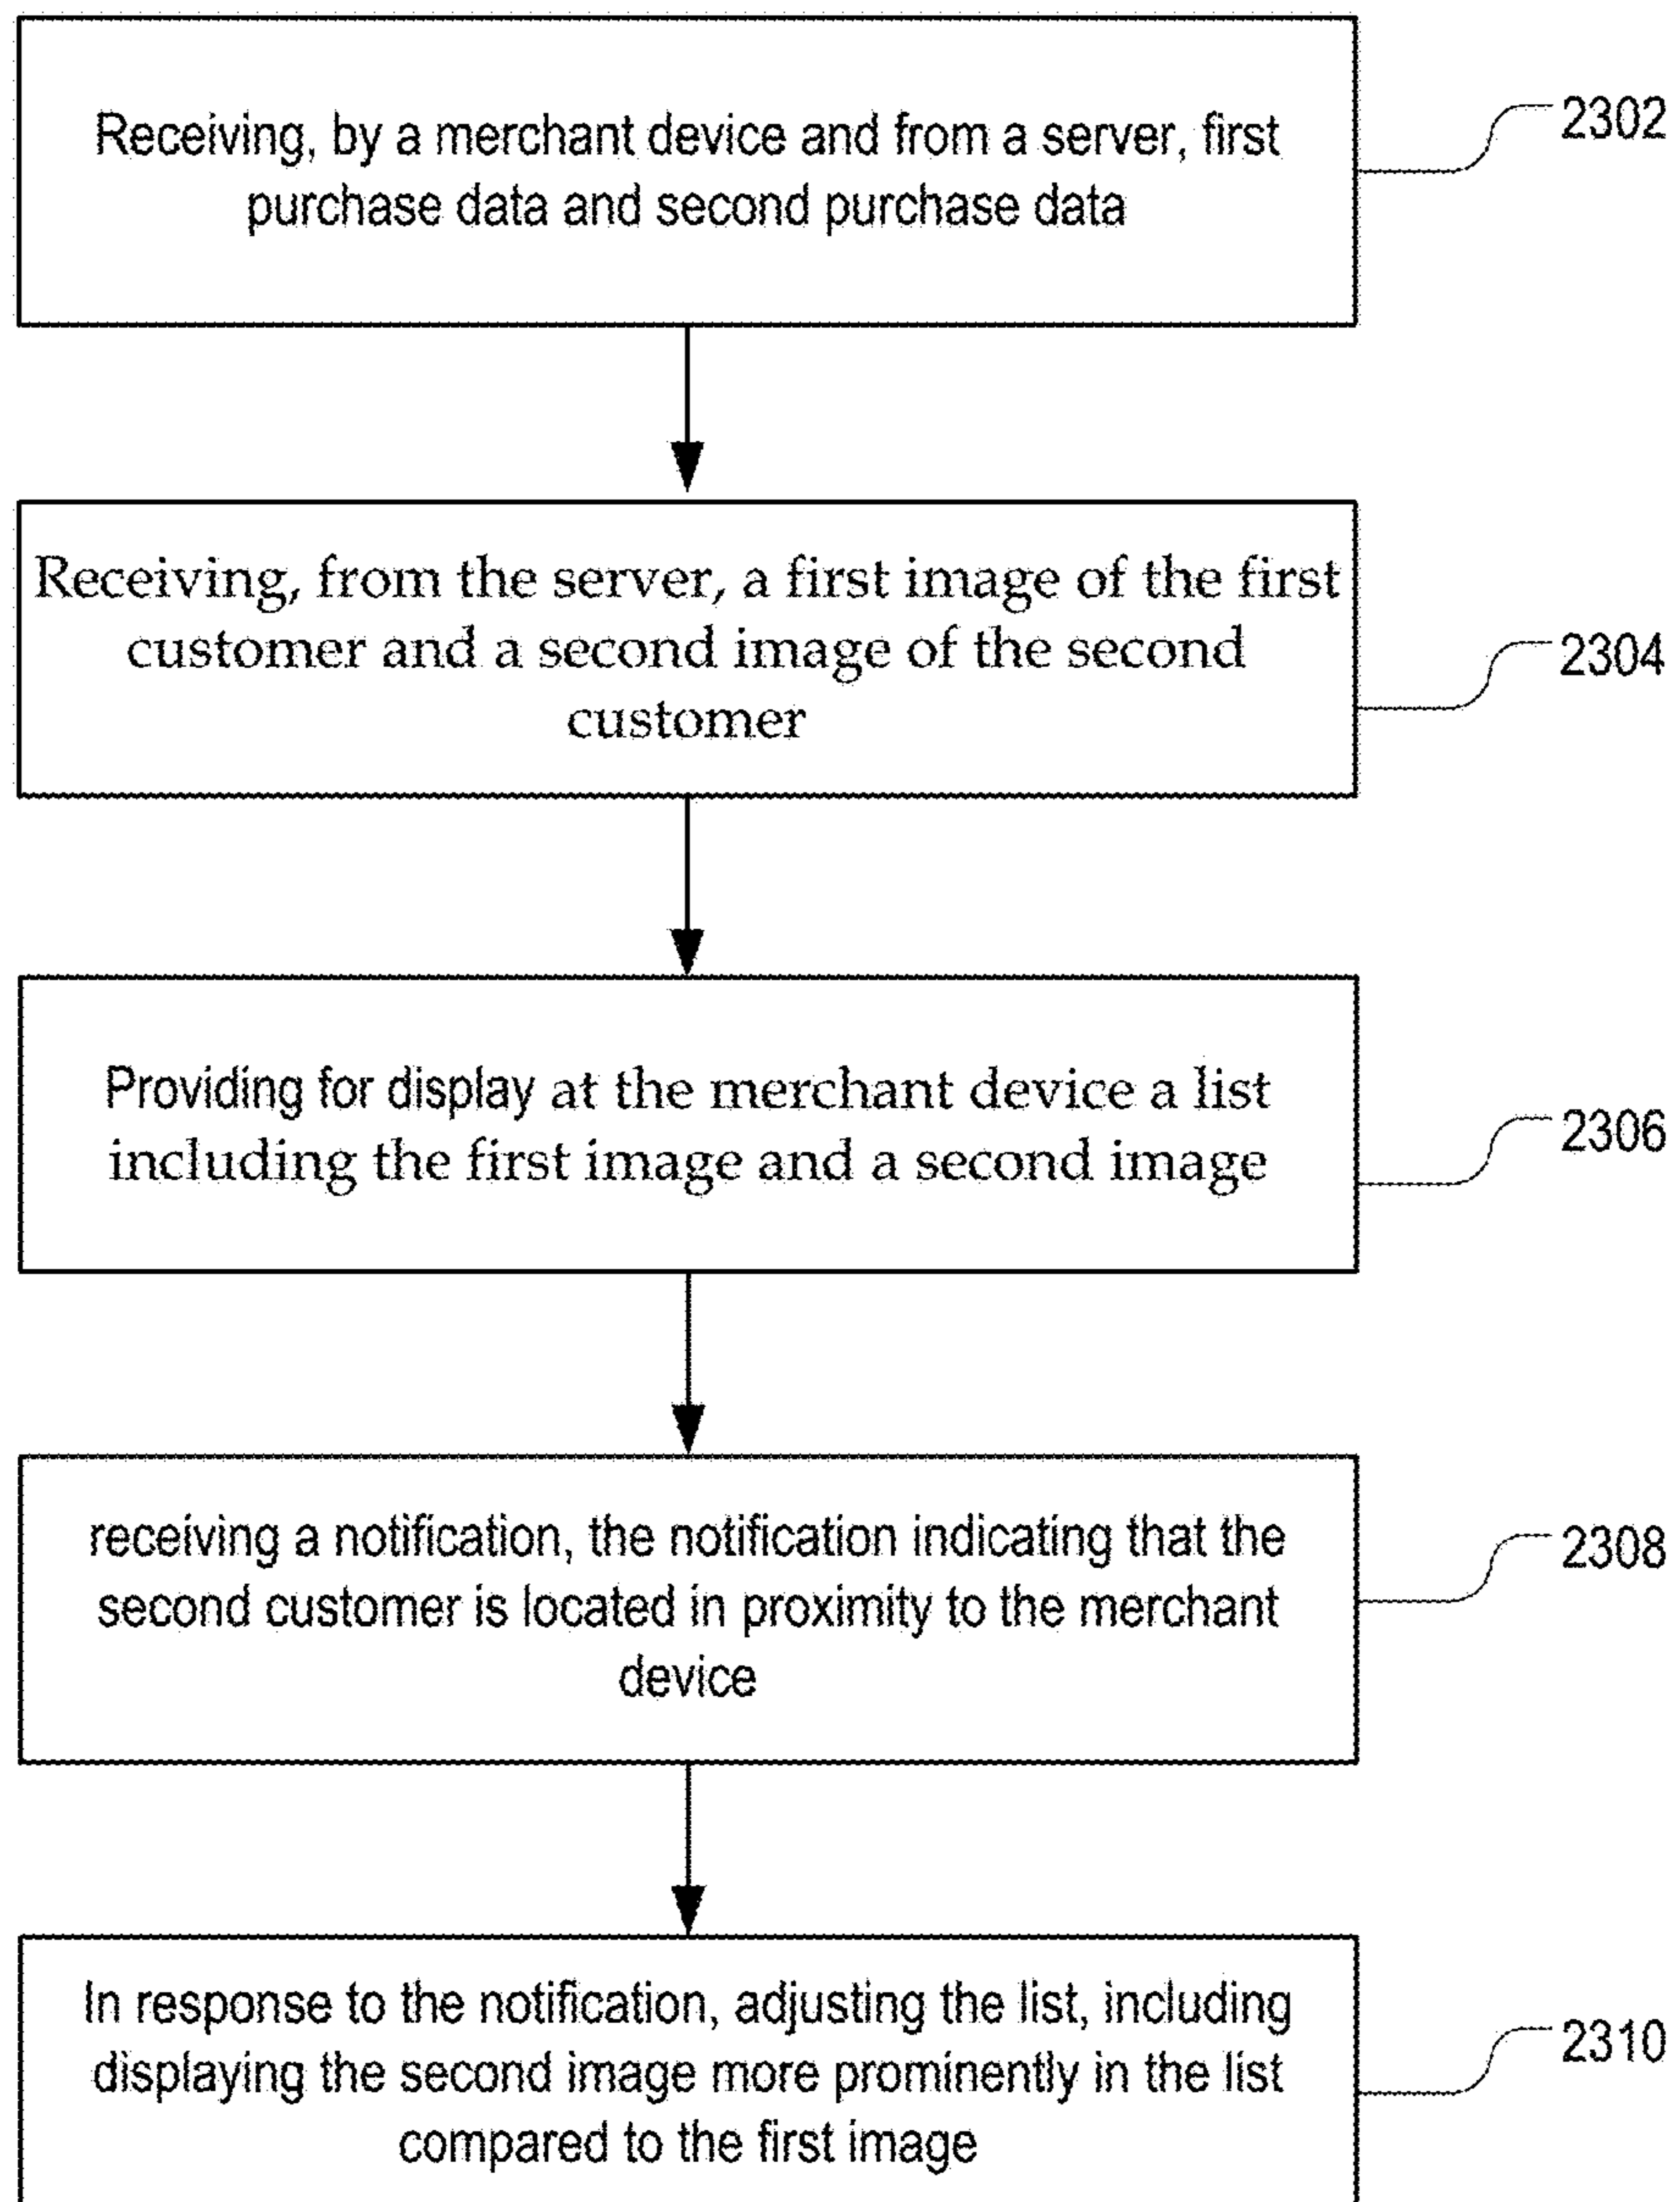 Receiving, by a merchant device and from a server, first
purchase data and second purchase data
2302
Receiving, from the server, a first image of the first
customer and a second image of the second
customer
2304
Providing for display at the merchant device a list
including the first image and a second image
2306
receiving a notification, the notification indicating that the
second customer is located in proximity to the merchant
device
2308
In response to the notification, adjusting the list, including
displaying the second image more prominently in the list
compared to the first image
2310